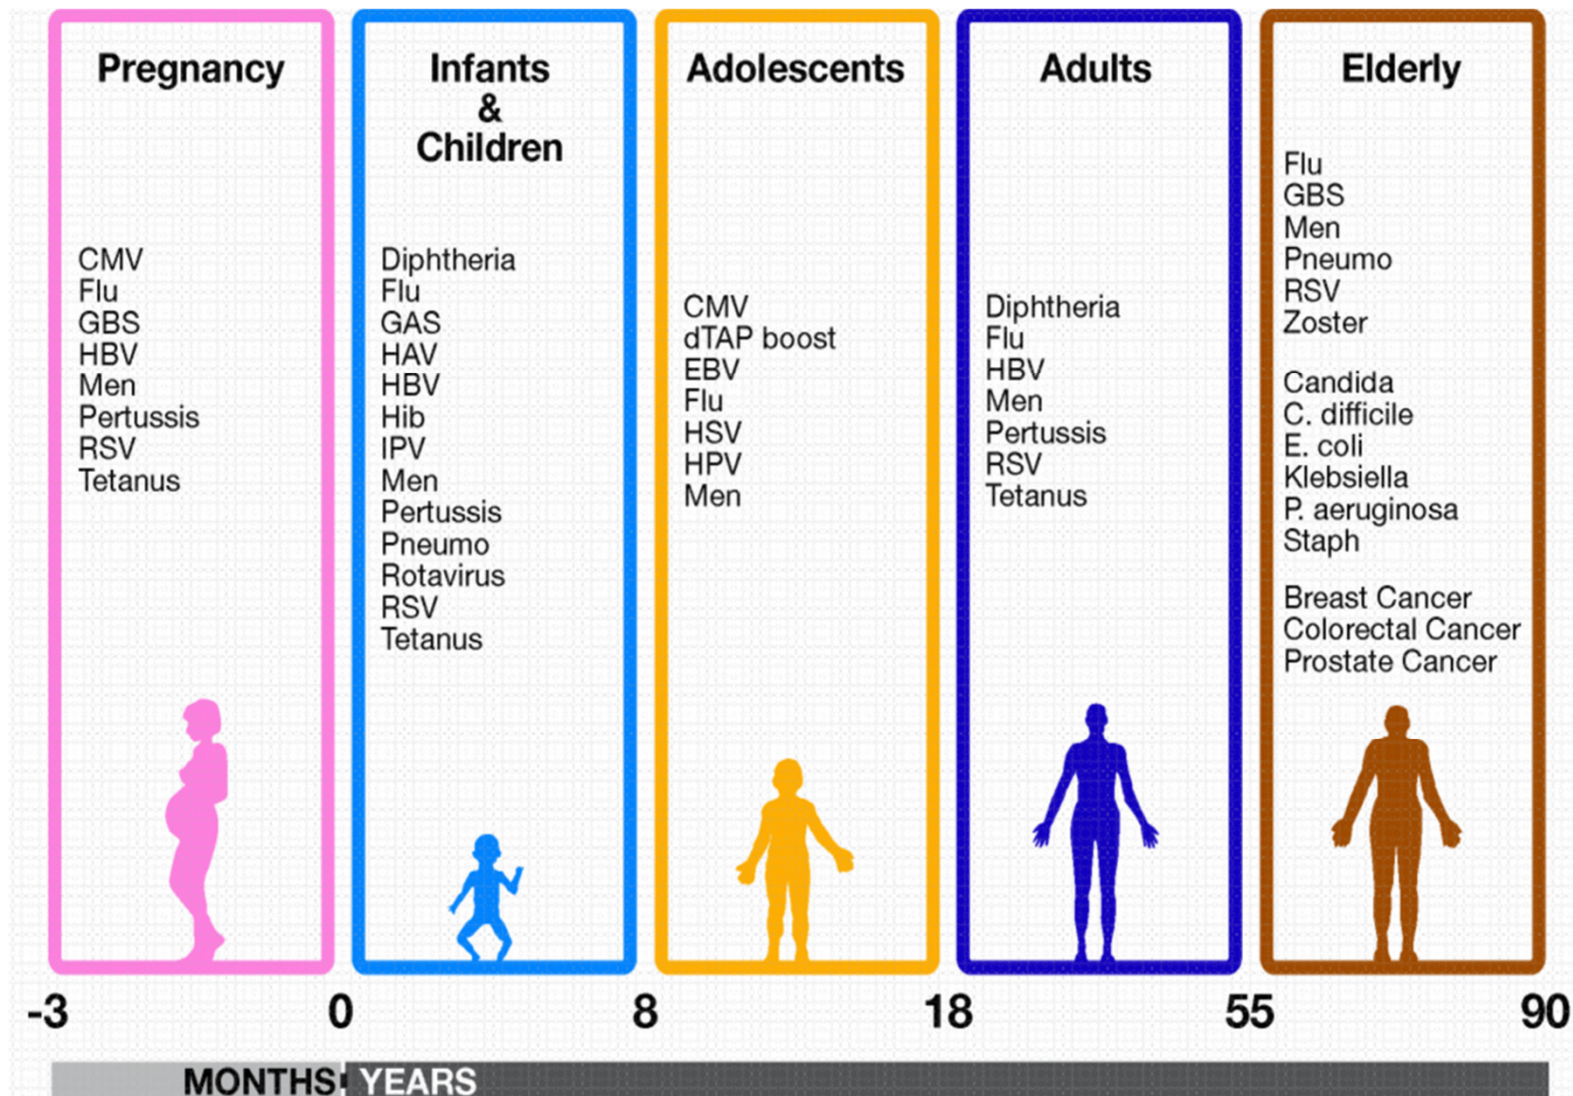 Pregnancy
CMV
Flu
GBS
HBV
Men
Pertussis
RSV
Tetanus
Infants
&
Children
Diphtheria
Flu
GAS
HAV
HBV
Hib
IPV
Men
Pertussis
Pneumo
Rotavirus
RSV
Tetanus
Adolescents
CMV
dTAP boost
EBV
Flu
HSV
HPV
Men
Adults
Diphtheria
Flu
HBV
Men
Pertussis
RSV
Tetanus
Elderly
Flu
GBS
Men
Pneumo
RSV
Zoster
Candida
C. difficile
E. coli
Klebsiella
P. aeruginosa
Staph
Breast Cancer
Colorectal Cancer
Prostate Cancer
-3 0 8 18 55 90
MONTHS YEARS